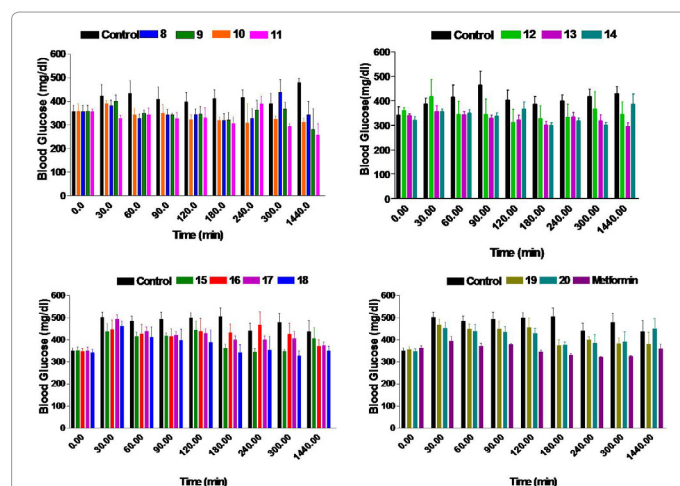 Control 8 9 10 11
Blood Glucose (mg/dl)
600
500
400
300
200
100
0
0.0 30.0 60.0 90.0 120.0 180.0 240.0 300.0 1440.0
Time (min)
Control 12 13 14
Blood Glucose(mg/dl)
600
500
400
300
200
100
0
0.00 30.00 60.00 90.00 120.00 180.00 240.00 300.00 1440.00
Time (min)
Control 15 16 17 18
Blood Glucose (mg/dl)
600
500
400
300
200
100
0
0.00 30.00 60.00 90.00 120.00 180.00 240.00 300.00 1440.00
Time (min)
Control 19 20 Metformin
Blood Glucose (mg/dl)
600
500
400
300
200
100
0
0.00 30.00 60.00 90.00 120.00 180.00 240.00 300.00 1440.00
Time (min)